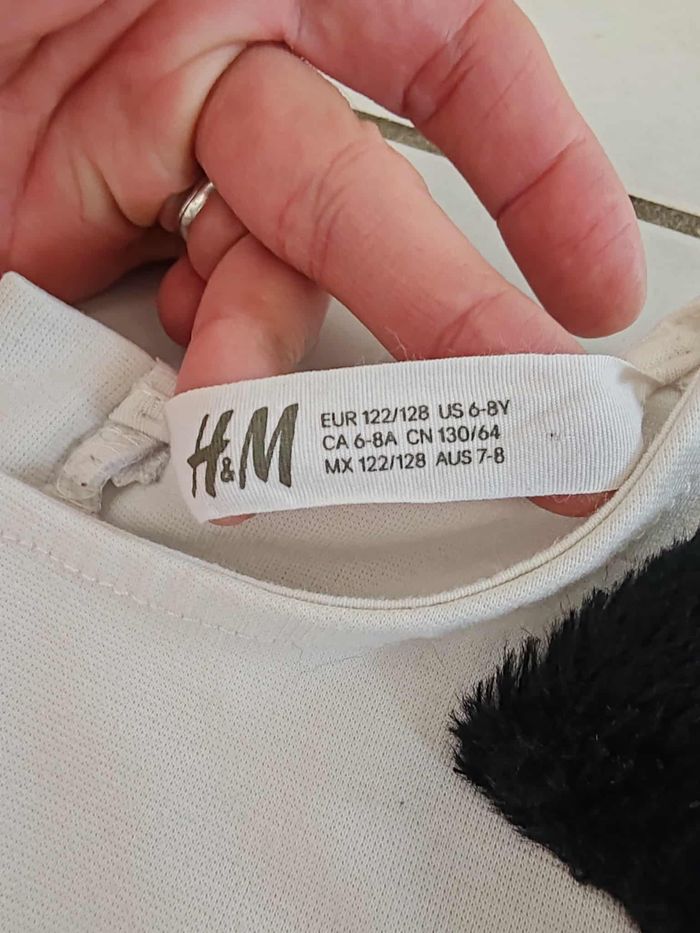 H&M
EUR 122/128 US 6-8Y
CA 6-8A CN 130/64
MX 122/128 AUS 7-8